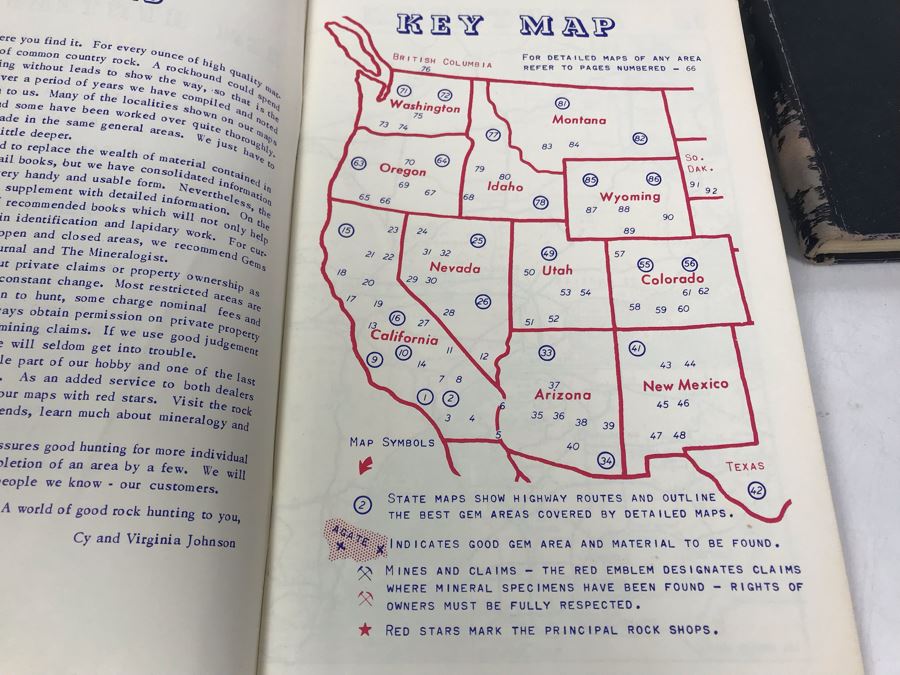 ere you find it. For every ounce of high quality
of common country rock. A rockhound could spend
ing without leads to show the way, so that is the
ver a period of years we have compiled and noted
n to us. Many of the localities shown on our maps
nd some have been worked over quite thoroughly.
ade in the same general areas. We just have to
ittle deeper.
d to replace the wealth of material contained in
ail books, but we have consolidated information
ery handy and usable form. Nevertheless, the
supplement with detailed information. On the
f recommended books which will not only help
in identification and lapidary work. For cur-
open and closed areas, we recommend Gems
urnal and The Mineralogist.
ut private claims or property ownership as
constant change. Most restricted areas are
n to hunt, some charge nominal fees and
ays obtain permission on private property
mining claims. If we use good judgement
e will seldom get into trouble.
le part of our hobby and one of the last
. As an added service to both dealers
our maps with red stars. Visit the rock
ends, learn much about mineralogy and
ssures good hunting for more individual
pletion of an area by a few. We will
people we know - our customers.
A world of good rock hunting to you,
Cy and Virginia Johnson
KEY MAP
BRITISH COLUMBIA
76
FOR DETAILED MAPS OF ANY AREA
REFER TO PAGES NUMBERED - 66
71 72
Washington
75
73 74
81
Montana
77 82
83 84
63 70 64
Oregon
69 67
65 66
79 80
Idaho
68 78
85 86
Wyoming
87 88 90
89
So.
DAK.
91 92
15 23
21 22
18 20
17 19
16 27
13
California
9 10 14
11 12
7 8
1 2
3 4
6
5
24 25
31 32
Nevada
29 30
26
28
49
50 Utah
53 54
51 52
57
55 56
Colorado
61 62
58 59 60
33
37
Arizona
35 36 38 39
40 34
41
43 44
New Mexico
45 46
47 48
TEXAS
42
MAP SYMBOLS
2 STATE MAPS SHOW HIGHWAY ROUTES AND OUTLINE
THE BEST GEM AREAS COVERED BY DETAILED MAPS.
AGATE INDICATES GOOD GEM AREA AND MATERIAL TO BE FOUND.
MINES AND CLAIMS - THE RED EMBLEM DESIGNATES CLAIMS
WHERE MINERAL SPECIMENS HAVE BEEN FOUND - RIGHTS OF
OWNERS MUST BE FULLY RESPECTED.
RED STARS MARK THE PRINCIPAL ROCK SHOPS.